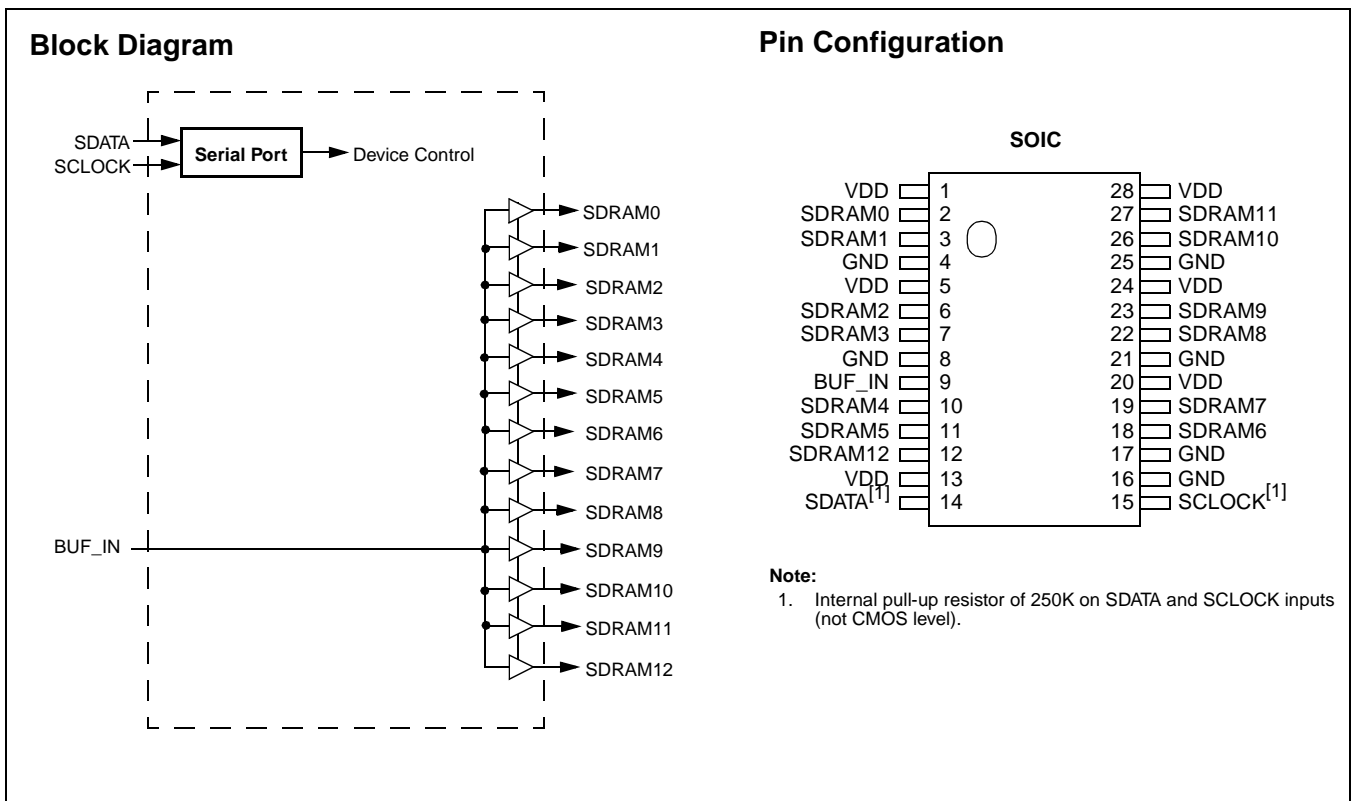 Block Diagram
SDATA
SCLOCK
Serial Port
Device Control
SDRAM0
SDRAM1
SDRAM2
SDRAM3
SDRAM4
SDRAM5
SDRAM6
SDRAM7
SDRAM8
BUF_IN
SDRAM9
SDRAM10
SDRAM11
SDRAM12
Pin Configuration
SOIC
VDD 1 28 VDD
SDRAM0 2 27 SDRAM11
SDRAM1 3 26 SDRAM10
GND 4 25 GND
VDD 5 24 VDD
SDRAM2 6 23 SDRAM9
SDRAM3 7 22 SDRAM8
GND 8 21 GND
BUF_IN 9 20 VDD
SDRAM4 10 19 SDRAM7
SDRAM5 11 18 SDRAM6
SDRAM12 12 17 GND
VDD 13 16 GND
SDATA[1] 14 15 SCLOCK[1]
Note:
1. Internal pull-up resistor of 250K on SDATA and SCLOCK inputs
(not CMOS level).